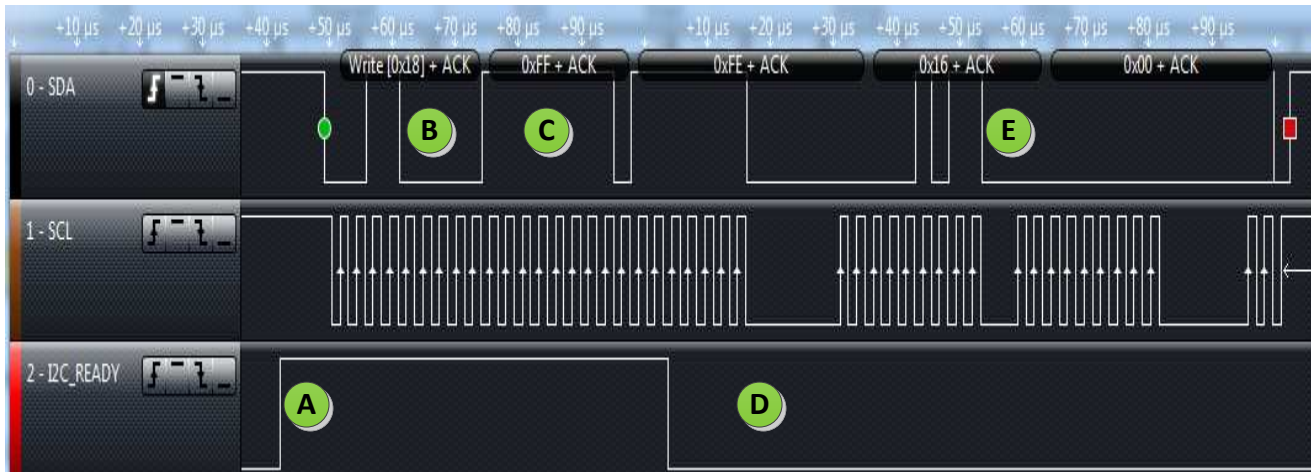 +10 µs +20 µs +30 µs +40 µs +50 µs +60 µs +70 µs +80 µs +90 µs +10 µs +20 µs +30 µs +40 µs +50 µs +60 µs +70 µs +80 µs +90 µs
Write [0x18] + ACK 0xFF + ACK 0xFE + ACK 0x16 + ACK 0x00 + ACK
0 - SDA
B C E
1 - SCL
2 - I2C_READY
A D